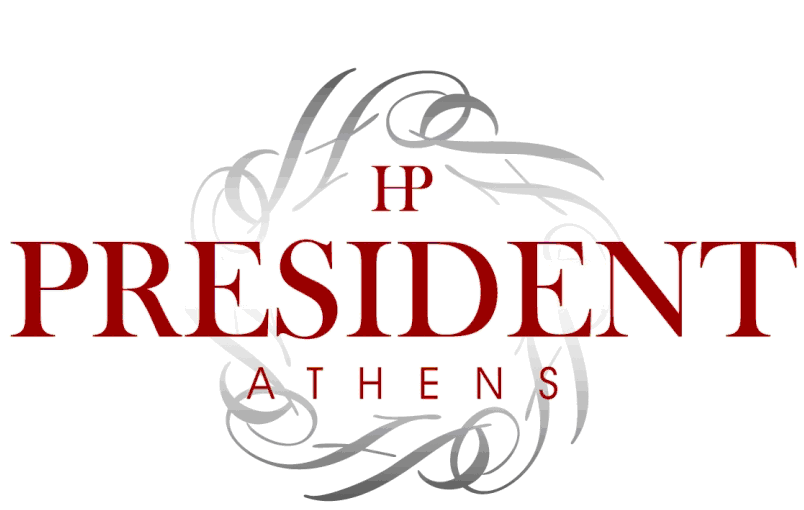 HP
PRESIDENT
ATHENS